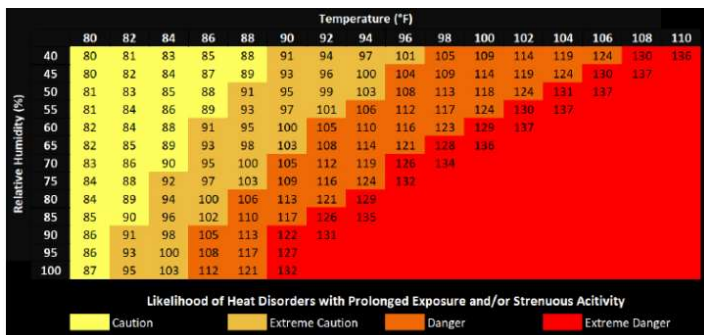 Temperature (°F)
80 82 84 86 88 90 92 94 96 98 100 102 104 106 108 110
Relative Humidity (%)
40 80 81 83 85 88 91 94 97 101 105 109 114 119 124 130 136
45 80 82 84 87 89 93 96 100 104 109 114 119 124 130 137
50 81 83 85 88 91 95 99 103 108 113 118 124 131 137
55 81 84 86 89 93 97 101 106 112 117 124 130 137
60 82 84 88 91 95 100 105 110 116 123 129 137
65 82 85 89 93 98 103 108 114 121 128 136
70 83 86 90 95 100 105 112 119 126 134
75 84 88 92 97 103 109 116 124 132
80 84 89 94 100 106 113 121 129
85 85 90 96 102 110 117 126 135
90 86 91 98 105 113 122 131
95 86 93 100 108 117 127
100 87 95 103 112 121 132
Likelihood of Heat Disorders with Prolonged Exposure and/or Strenuous Acitivity
Caution Extreme Caution Danger Extreme Danger